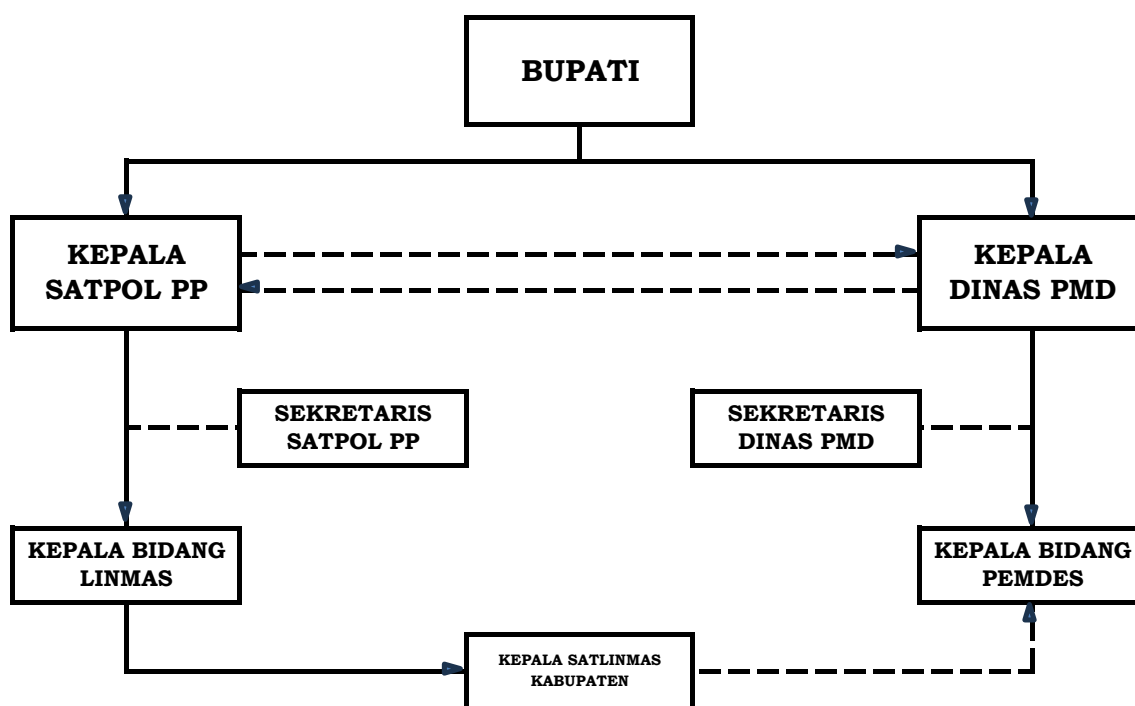 BUPATI
KEPALA
SATPOL PP
KEPALA
DINAS PMD
SEKRETARIS
SATPOL PP
SEKRETARIS
DINAS PMD
KEPALA BIDANG
LINMAS
KEPALA BIDANG
PEMDES
KEPALA SATLINMAS
KABUPATEN